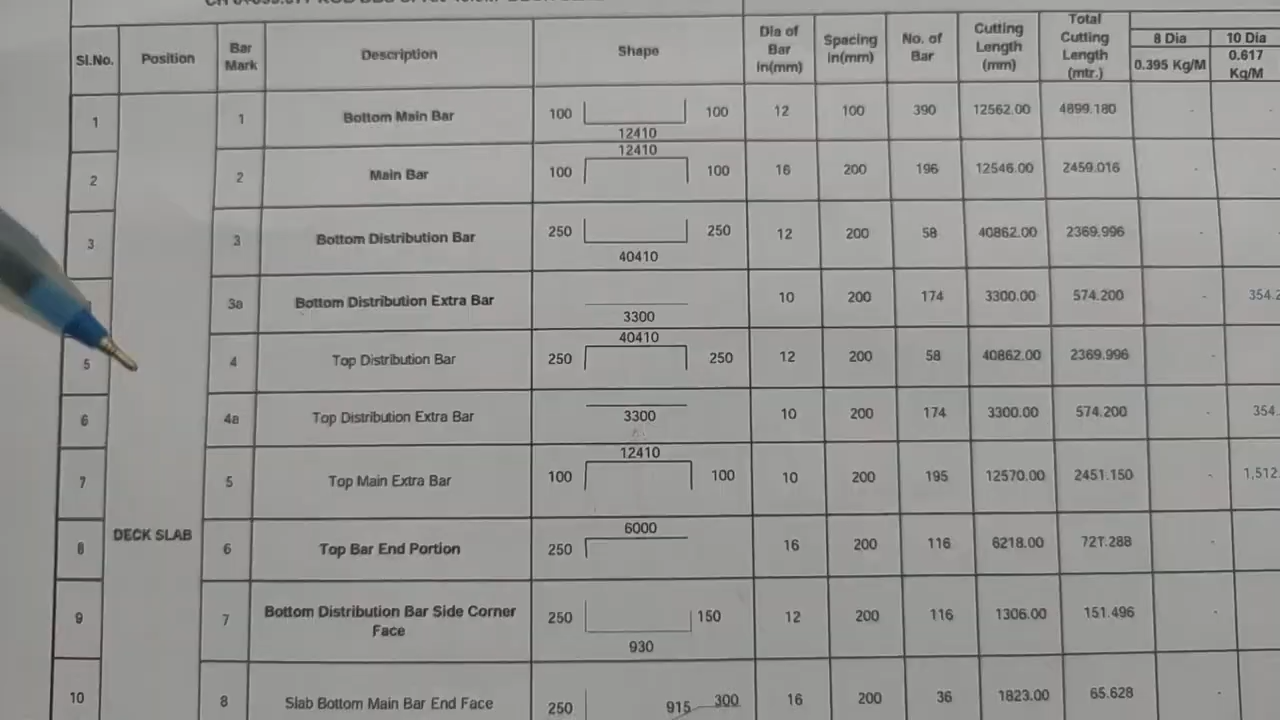 Sl.No. Position Bar Mark Description Shape Dia of Bar In(mm) Spacing in(mm) No. of Bar Cutting Length (mm) Total Cutting Length (mtr.) 8 Dia 10 Dia
0.395 Kg/M 0.617 Kg/M
1 1 Bottom Main Bar 100 12410 100 12 100 390 12562.00 4899.180 - -
2 2 Main Bar 100 12410 100 16 200 196 12546.00 2459.016 - -
3 3 Bottom Distribution Bar 250 40410 250 12 200 58 40862.00 2369.996 - -
3a Bottom Distribution Extra Bar 3300 10 200 174 3300.00 574.200 - 354.2
5 4 Top Distribution Bar 250 40410 250 12 200 58 40862.00 2369.996
6 4a Top Distribution Extra Bar 3300 10 200 174 3300.00 574.200 - 354.
7 5 Top Main Extra Bar 100 12410 100 10 200 195 12570.00 2451.150 - 1,512
DECK SLAB
8 6 Top Bar End Portion 250 6000 16 200 116 6218.00 721.288
9 7 Bottom Distribution Bar Side Corner Face 250 930 150 12 200 116 1306.00 151.496 -
10 8 Slab Bottom Main Bar End Face 250 915 300 16 200 36 1823.00 65.628 -